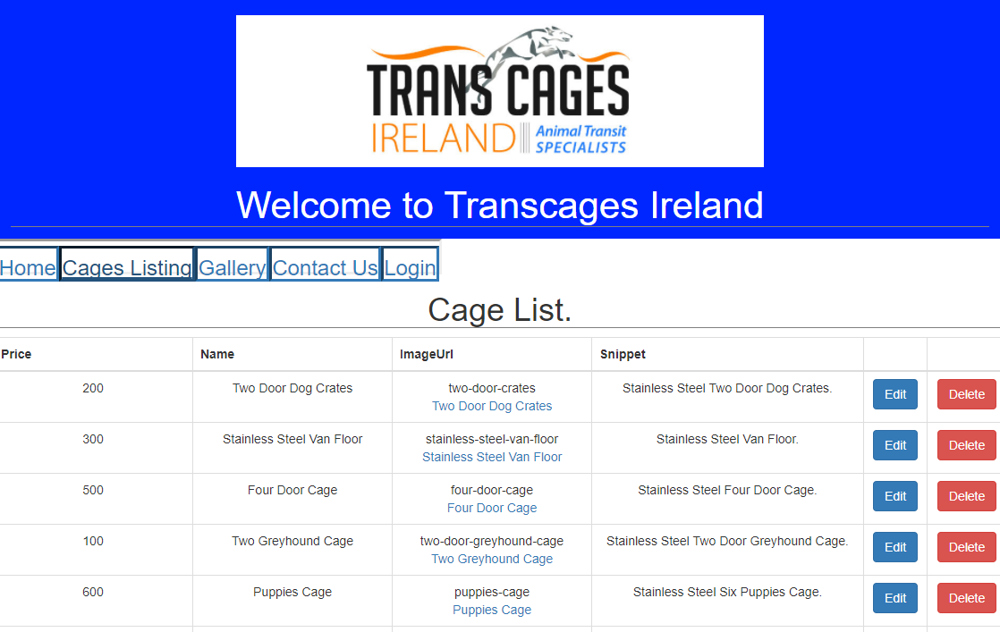 TRANS CAGES
IRELAND Animal Transit
SPECIALISTS
Welcome to Transcages Ireland
Home Cages Listing Gallery Contact Us Login
Cage List.
Price Name ImageUrl Snippet
200 Two Door Dog Crates two-door-crates Stainless Steel Two Door Dog Crates. Edit Delete
Two Door Dog Crates
300 Stainless Steel Van Floor stainless-steel-van-floor Stainless Steel Van Floor. Edit Delete
Stainless Steel Van Floor
500 Four Door Cage four-door-cage Stainless Steel Four Door Cage. Edit Delete
Four Door Cage
100 Two Greyhound Cage two-door-greyhound-cage Stainless Steel Two Door Greyhound Cage. Edit Delete
Two Greyhound Cage
600 Puppies Cage puppies-cage Stainless Steel Six Puppies Cage. Edit Delete
Puppies Cage